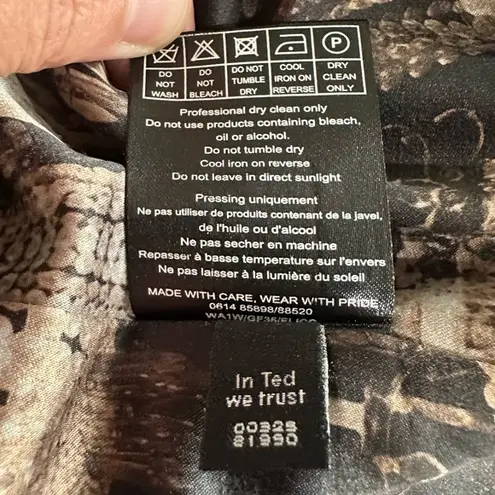 DO NOT WASH
DO NOT BLEACH
DO NOT TUMBLE DRY
COOL IRON ON REVERSE
P
DRY CLEAN ONLY
Professional dry clean only
Do not use products containing bleach,
oil or alcohol.
Do not tumble dry
Cool iron on reverse
Do not leave in direct sunlight
Pressing uniquement
Ne pas utiliser de produits contenant de la javel,
de l'huile ou d'alcool
Ne pas secher en machine
Repasser à basse temperature sur l'envers
Ne pas laisser à la lumière du soleil
MADE WITH CARE, WEAR WITH PRIDE
0614 85898/88520
In Ted
we trust
00325
81.990